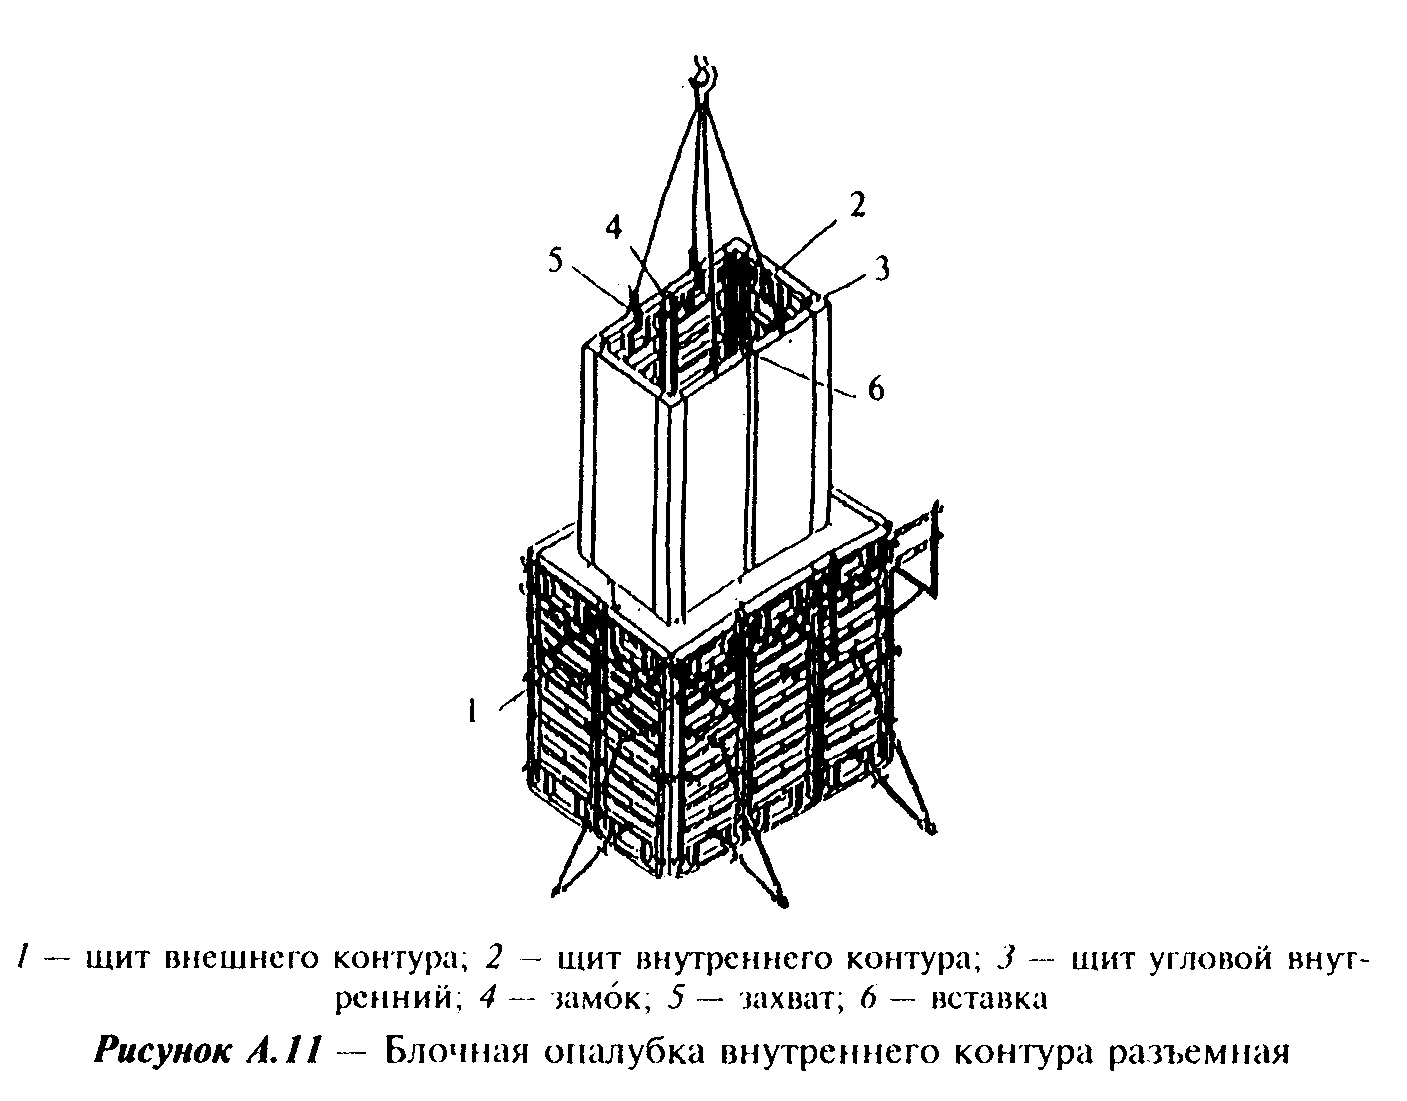 2
4
5
3
6
1
1 — щит внешнего контура; 2 — щит внутреннего контура; 3 — щит угловой внут-
ренний; 4 — замо́к; 5 — захват; 6 — вставка
Рисунок А.11 — Блочная опалубка внутреннего контура разъемная